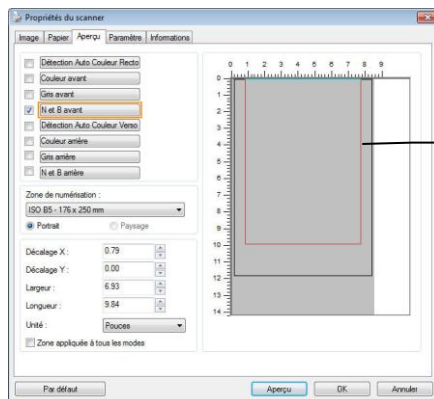 Propriétés du scanner
Image Papier Aperçu Paramètre Informations
Détection Auto Couleur Recto
Couleur avant
Gris avant
N et B avant
Détection Auto Couleur Verso
Couleur arrière
Gris arrière
N et B arrière
Zone de numérisation :
ISO B5 - 176 x 250 mm
Portrait Paysage
Décalage X : 0.79
Décalage Y : 0.00
Largeur : 6.93
Longueur : 9.84
Unité : Pouces
Zone appliquée à tous les modes
0 1 2 3 4 5 6 7 8 9
0
1
2
3
4
5
6
7
8
9
10
11
12
13
14
Par défaut Aperçu OK Annuler